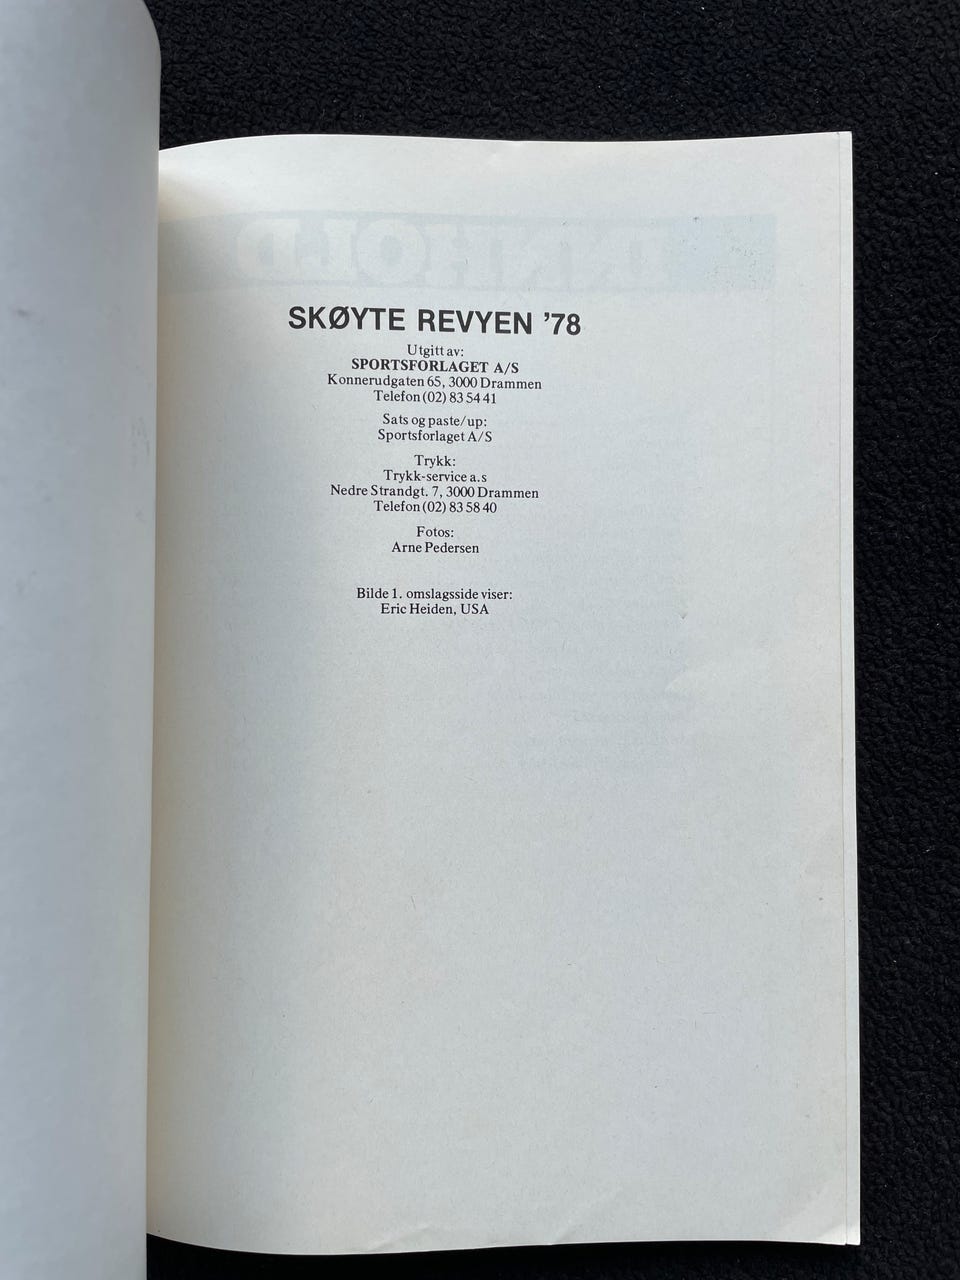 INNHOLD
SKØYTE REVYEN ’78
Utgitt av:
SPORTSFORLAGET A/S
Konnerudgaten 65, 3000 Drammen
Telefon (02) 83 54 41
Sats og paste/up:
Sportsforlaget A/S
Trykk:
Trykk-service a.s
Nedre Strandgt. 7, 3000 Drammen
Telefon (02) 83 58 40
Fotos:
Arne Pedersen
Bilde 1. omslagsside viser:
Eric Heiden, USA